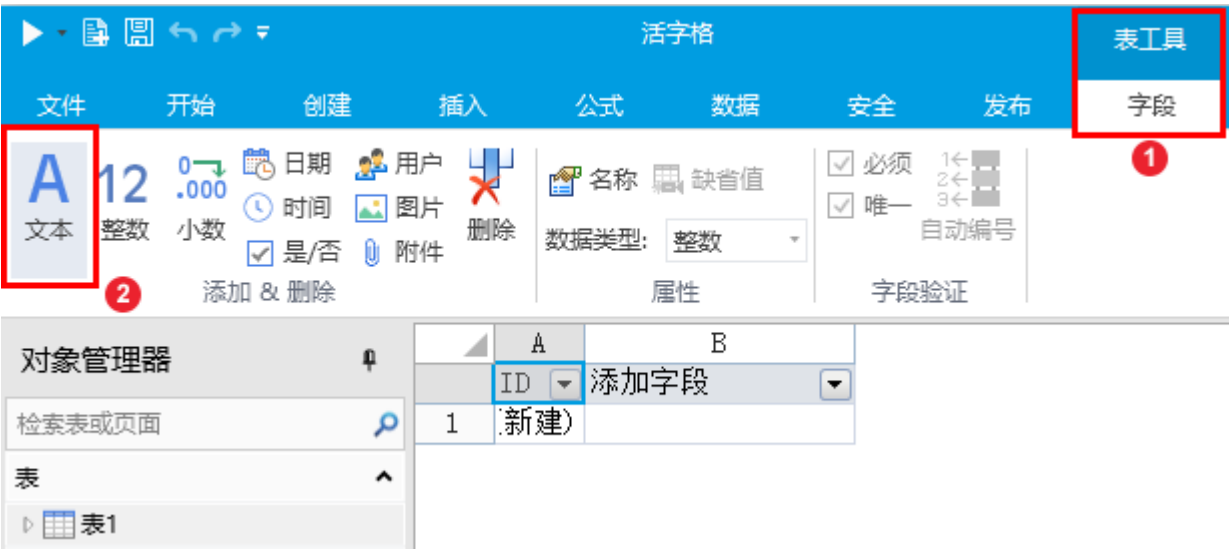 活字格
表工具
文件 开始 创建 插入 公式 数据 安全 发布 字段
1
A 文本
12 整数
0 .000 小数
日期
时间
是/否
用户
图片
附件
删除
添加 & 删除
名称 缺省值
数据类型: 整数
属性
必须
唯一
1
2
3
自动编号
字段验证
2
对象管理器
检索表或页面
表
表1
A B
ID 添加字段
1 新建)